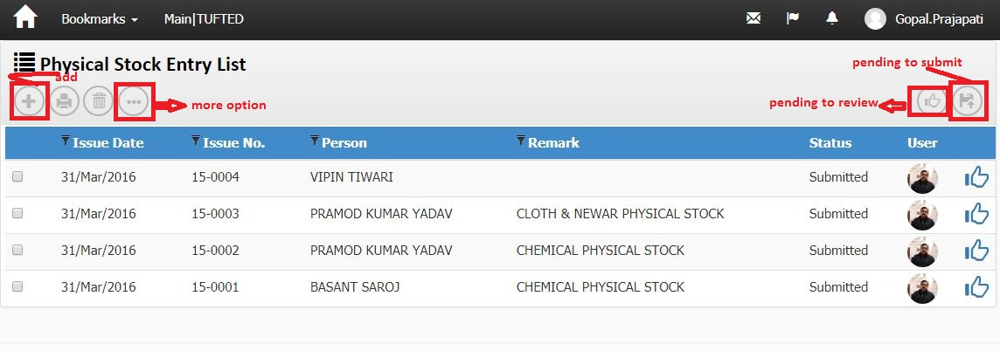 Bookmarks Main|TUFTED Gopal.Prajapati
Physical Stock Entry List
pending to submit
add
more option
pending to review
Issue Date Issue No. Person Remark Status User
31/Mar/2016 15-0004 VIPIN TIWARI Submitted
31/Mar/2016 15-0003 PRAMOD KUMAR YADAV CLOTH & NEWAR PHYSICAL STOCK Submitted
31/Mar/2016 15-0002 PRAMOD KUMAR YADAV CHEMICAL PHYSICAL STOCK Submitted
31/Mar/2016 15-0001 BASANT SAROJ CHEMICAL PHYSICAL STOCK Submitted